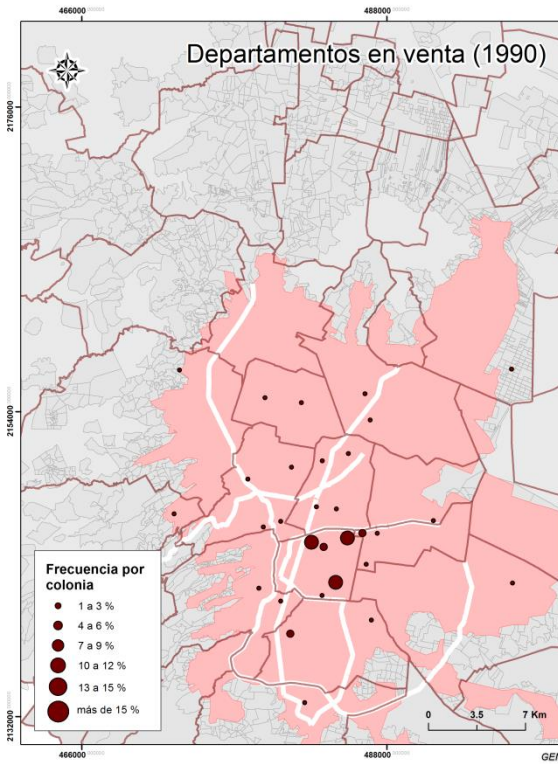 466000
488000
Departamentos en venta (1990)
2176000
2154000
2132000
Frecuencia por
colonia
1 a 3 %
4 a 6 %
7 a 9 %
10 a 12 %
13 a 15 %
más de 15 %
0 3.5 7 Km
466000
488000